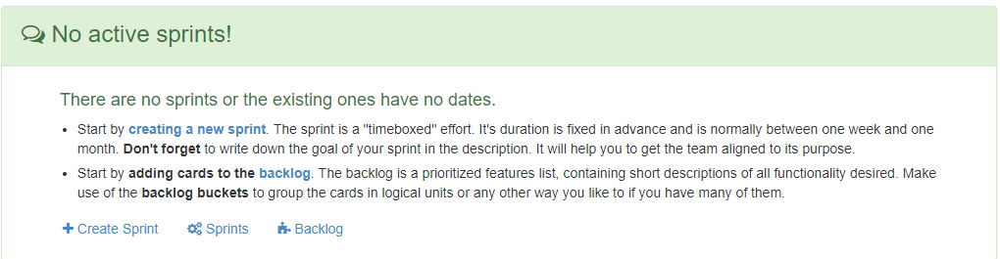 No active sprints!
There are no sprints or the existing ones have no dates.
Start by creating a new sprint. The sprint is a "timeboxed" effort. It's duration is fixed in advance and is normally between one week and one
month. Don't forget to write down the goal of your sprint in the description. It will help you to get the team aligned to its purpose.
Start by adding cards to the backlog. The backlog is a prioritized features list, containing short descriptions of all functionality desired. Make
use of the backlog buckets to group the cards in logical units or any other way you like to if you have many of them.
Create Sprint Sprints Backlog